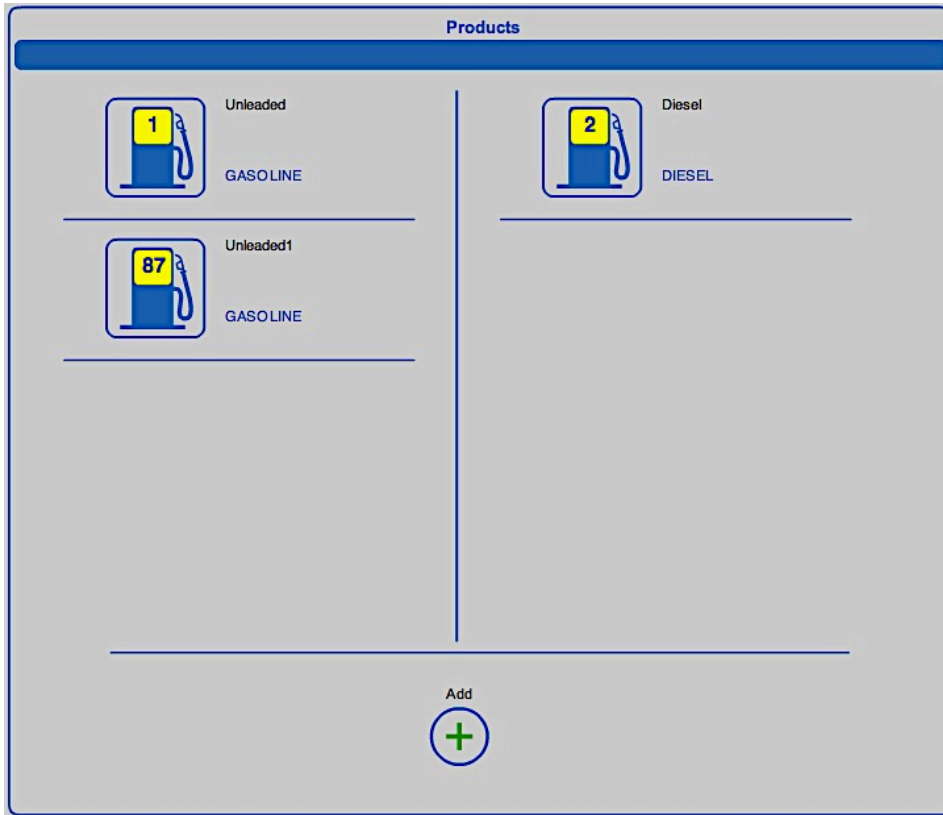 Products
1
Unleaded
GASOLINE
2
Diesel
DIESEL
87
Unleaded1
GASOLINE
Add